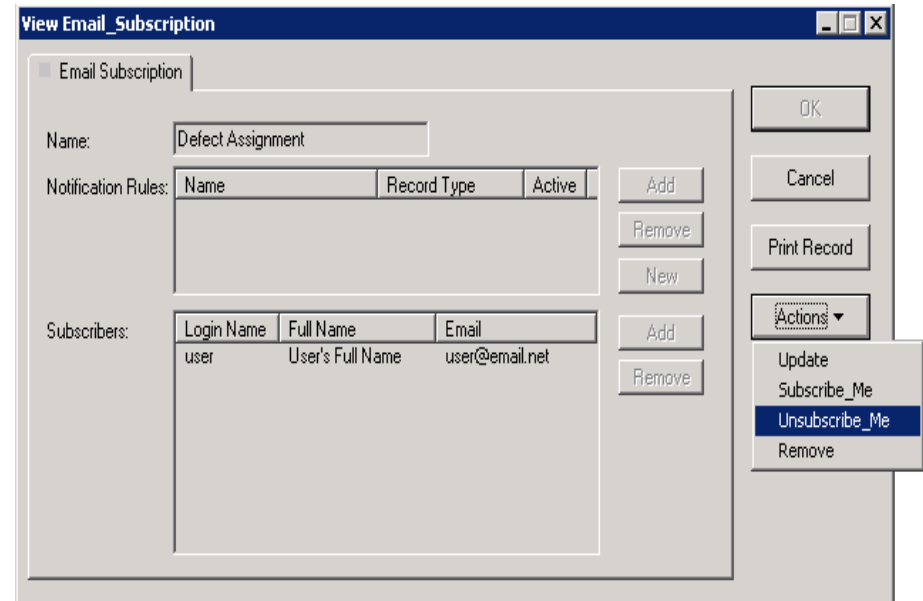 View Email_Subscription
Email Subscription
OK
Name: Defect Assignment
Notification Rules: Name Record Type Active
Add
Cancel
Remove
Print Record
New
Actions
Subscribers: Login Name Full Name Email
Add
user User's Full Name user@email.net
Remove
Update
Subscribe_Me
Unsubscribe_Me
Remove